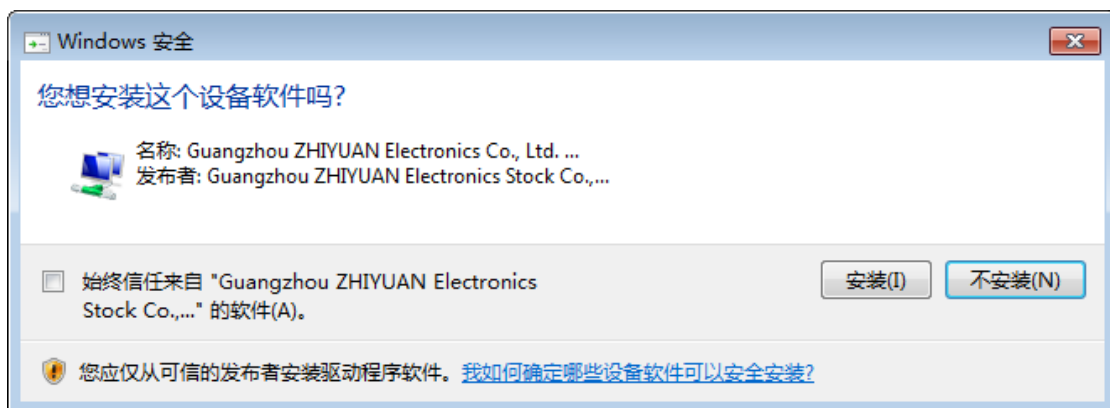 Windows 安全
您想安装这个设备软件吗?
名称: Guangzhou ZHIYUAN Electronics Co., Ltd. ...
发布者: Guangzhou ZHIYUAN Electronics Stock Co.,...
始终信任来自 "Guangzhou ZHIYUAN Electronics
Stock Co.,..." 的软件(A)。
安装(I)
不安装(N)
您应仅从可信的发布者安装驱动程序软件。我如何确定哪些设备软件可以安全安装?